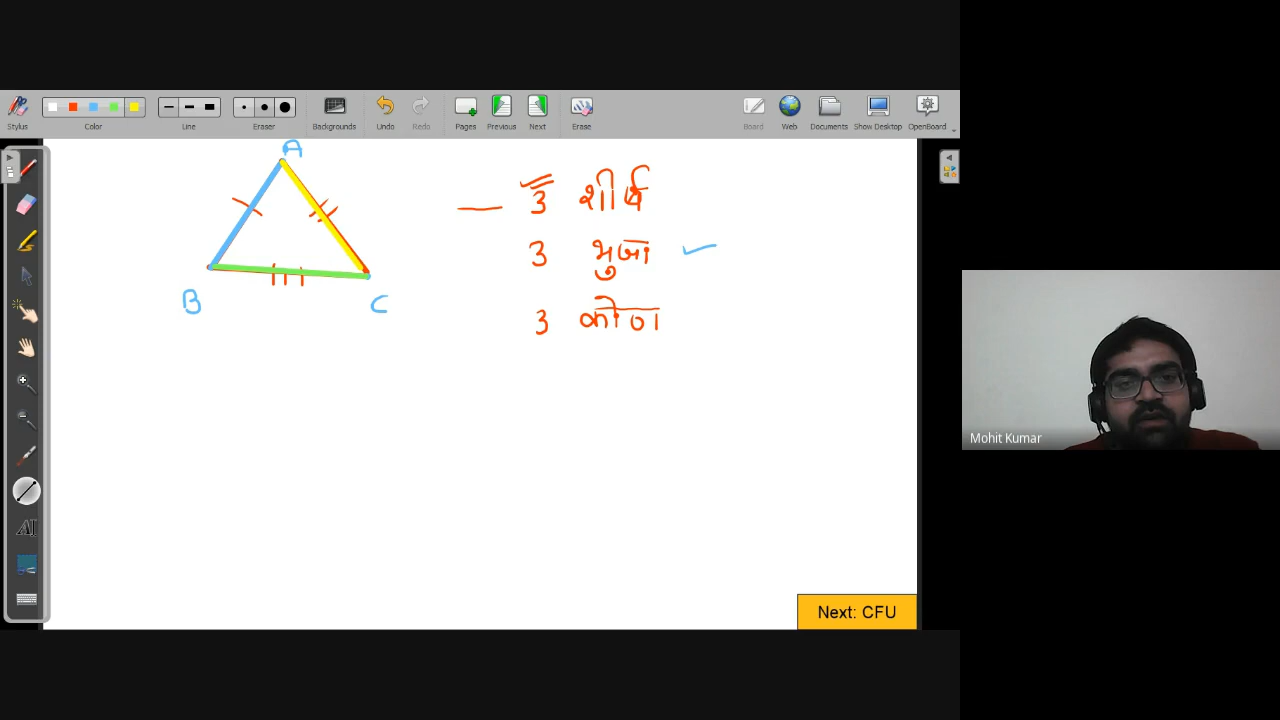 Stylus
Color
Line
Eraser
Backgrounds
Undo
Redo
Pages
Previous
Next
Erase
Board
Web
Documents
Show Desktop
OpenBoard
A
B
C
3 शीर्ष
3 भुजा
3 कोण
Mohit Kumar
Next: CFU